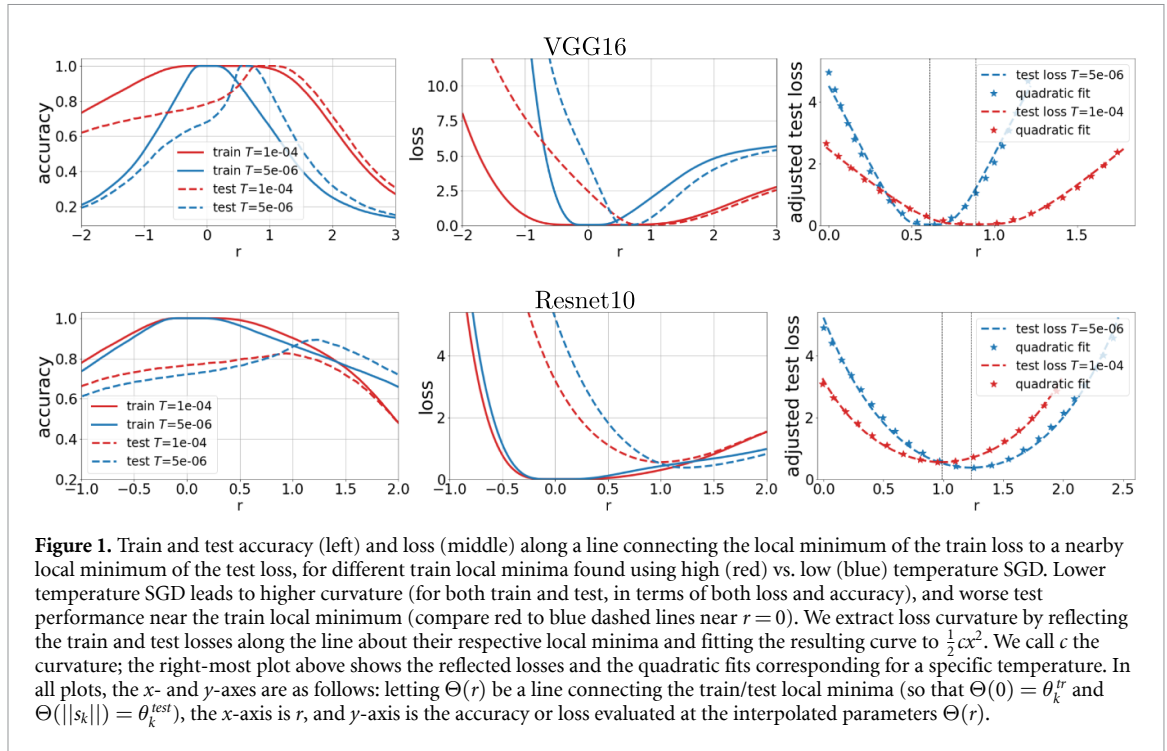 VGG16
1.0
0.8
0.6
0.4
0.2
accuracy
train T=1e-04
train T=5e-06
test T=1e-04
test T=5e-06
−2 −1 0 1 2 3
r
10.0
7.5
5.0
2.5
0.0
loss
−2 −1 0 1 2 3
r
4
2
0
adjusted test loss
test loss T=5e-06
quadratic fit
test loss T=1e-04
quadratic fit
0.0 0.5 1.0 1.5
r
Resnet10
1.0
0.8
0.6
0.4
0.2
accuracy
train T=1e-04
train T=5e-06
test T=1e-04
test T=5e-06
−1.0 −0.5 0.0 0.5 1.0 1.5 2.0
r
4
2
0
loss
−1.0 −0.5 0.0 0.5 1.0 1.5 2.0
r
4
2
0
adjusted test loss
test loss T=5e-06
quadratic fit
test loss T=1e-04
quadratic fit
0.0 0.5 1.0 1.5 2.0 2.5
r
Figure 1. Train and test accuracy (left) and loss (middle) along a line connecting the local minimum of the train loss to a nearby
local minimum of the test loss, for different train local minima found using high (red) vs. low (blue) temperature SGD. Lower
temperature SGD leads to higher curvature (for both train and test, in terms of both loss and accuracy), and worse test
performance near the train local minimum (compare red to blue dashed lines near r = 0). We extract loss curvature by reflecting
the train and test losses along the line about their respective local minima and fitting the resulting curve to ½cx². We call c the
curvature; the right-most plot above shows the reflected losses and the quadratic fits corresponding for a specific temperature. In
all plots, the x- and y-axes are as follows: letting Θ(r) be a line connecting the train/test local minima (so that Θ(0) = θₖᵗʳ and
Θ(||sₖ||) = θₖᵗᵉˢᵗ), the x-axis is r, and y-axis is the accuracy or loss evaluated at the interpolated parameters Θ(r).